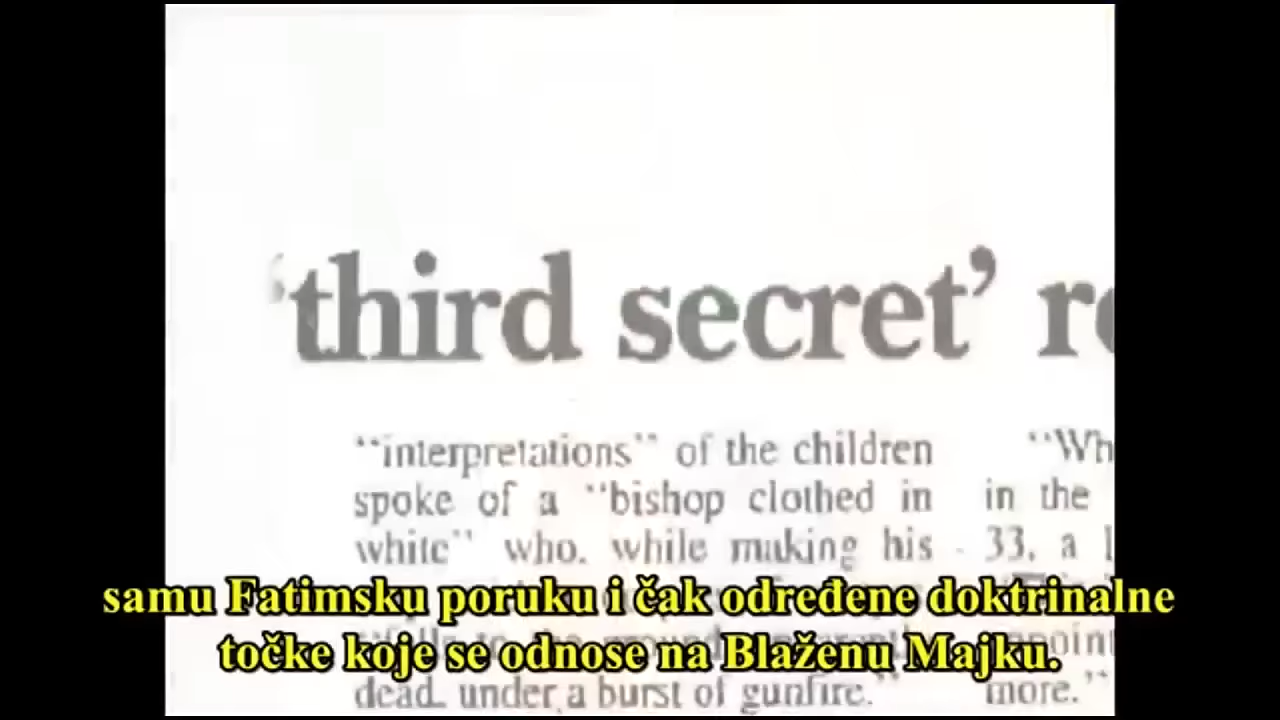 ‘third secret’
“interpretations” of the children
spoke of a “bishop clothed in
white” who, while making his
dead, under a burst of gunfire.”
“Wh
in the
33, a
more.”
samu Fatimsku poruku i čak određene doktrinalne
točke koje se odnose na Blaženu Majku.